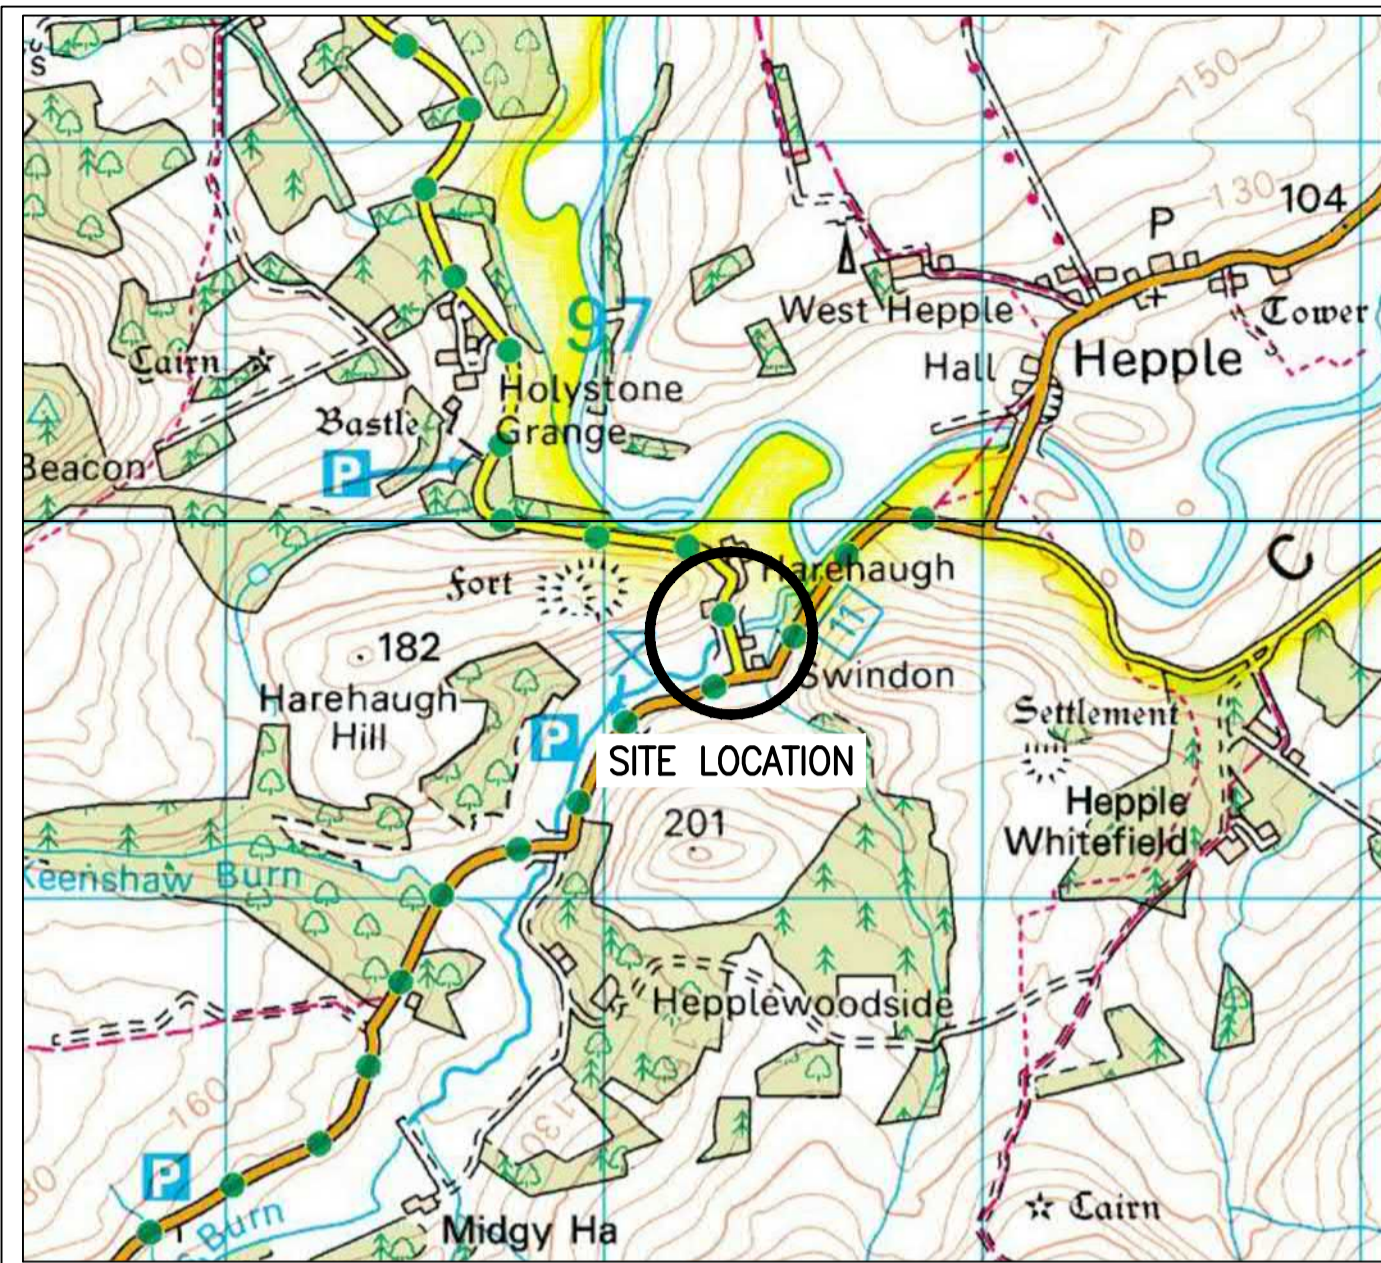 170
150
130
104
P
97
West Hepple
Tower
Cairn
Hall
Hepple
Holystone
Grange
Bastle
P
Beacon
Fort
Harehaugh
C
182
11
Swindon
Harehaugh
Hill
Settlement
P
SITE LOCATION
201
Hepple
Whitefield
Keenshaw Burn
Hepplewoodside
160
130
P
Burn
Midgy Ha
Cairn